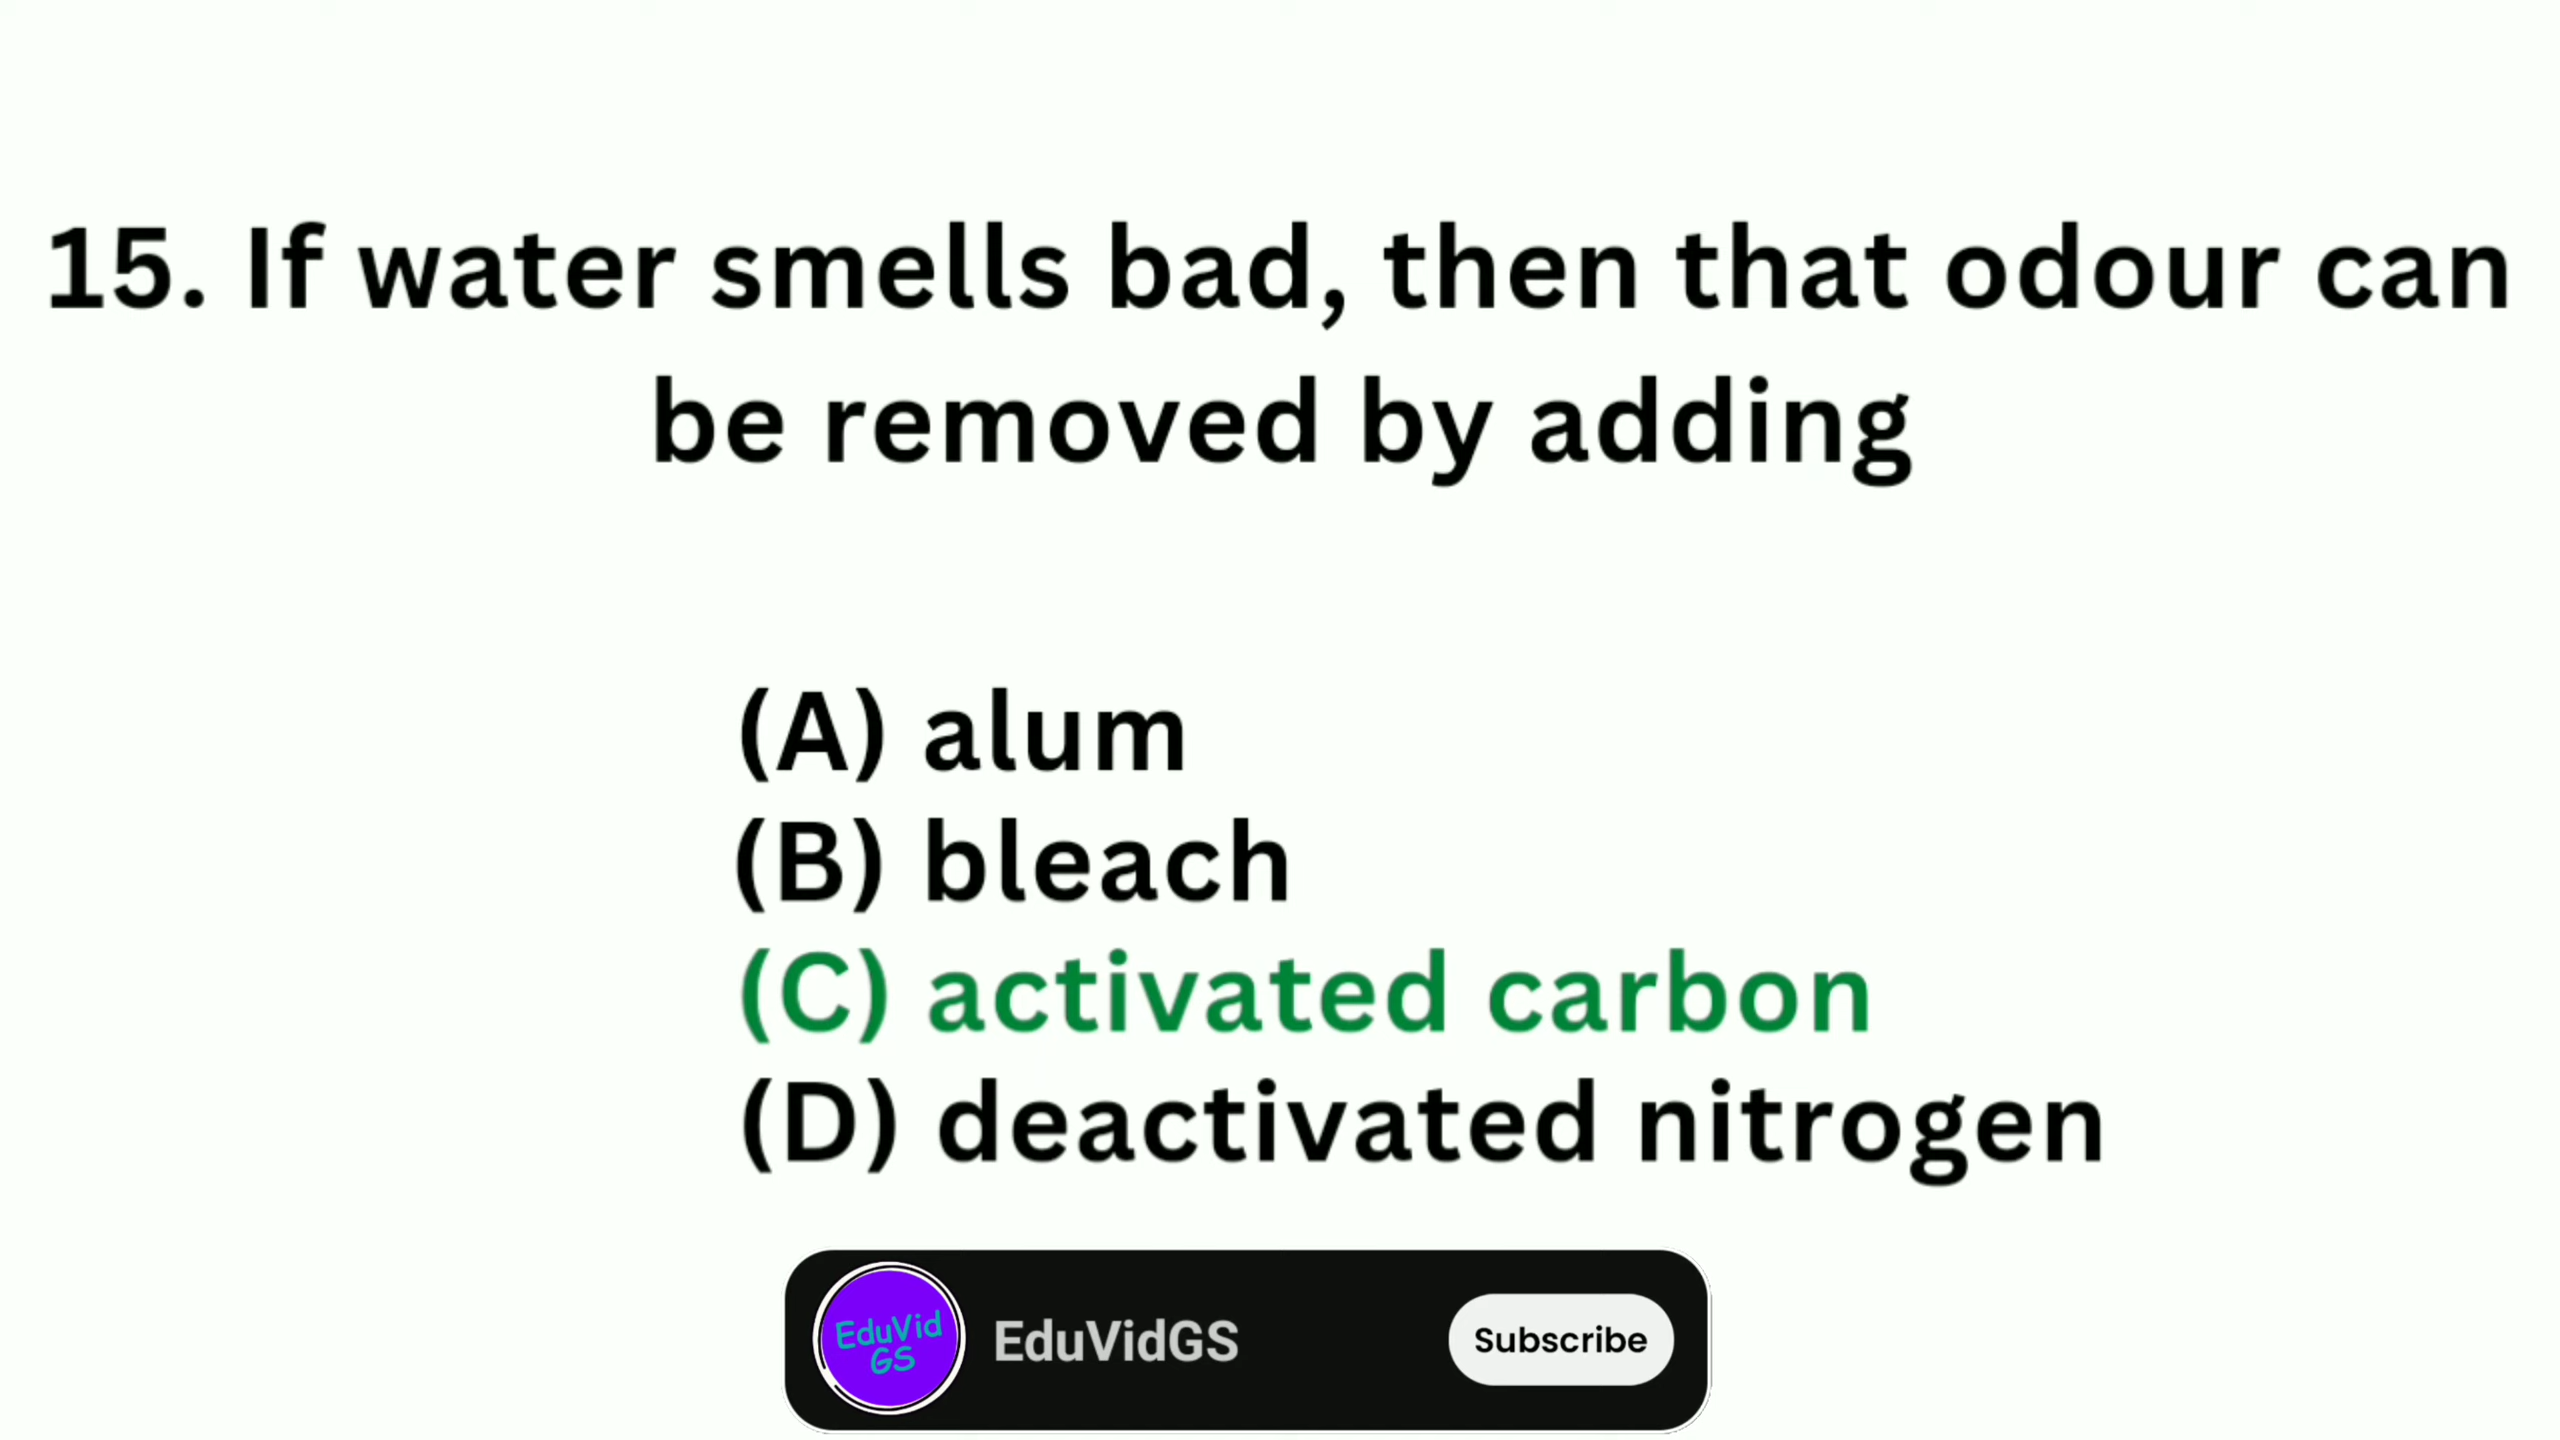 15. If water smells bad, then that odour can
be removed by adding
(A) alum
(B) bleach
(C) activated carbon
(D) deactivated nitrogen
EduVid
GS
EduVidGS
Subscribe